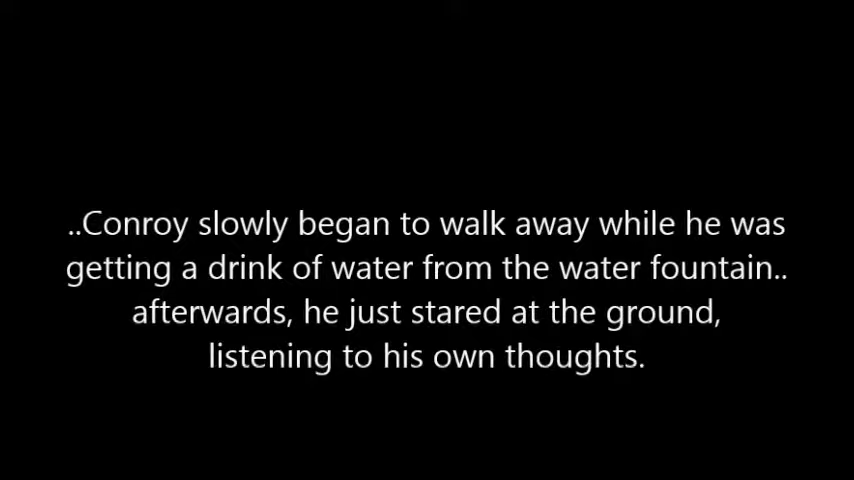 ..Conroy slowly began to walk away while he was
getting a drink of water from the water fountain..
afterwards, he just stared at the ground,
listening to his own thoughts.